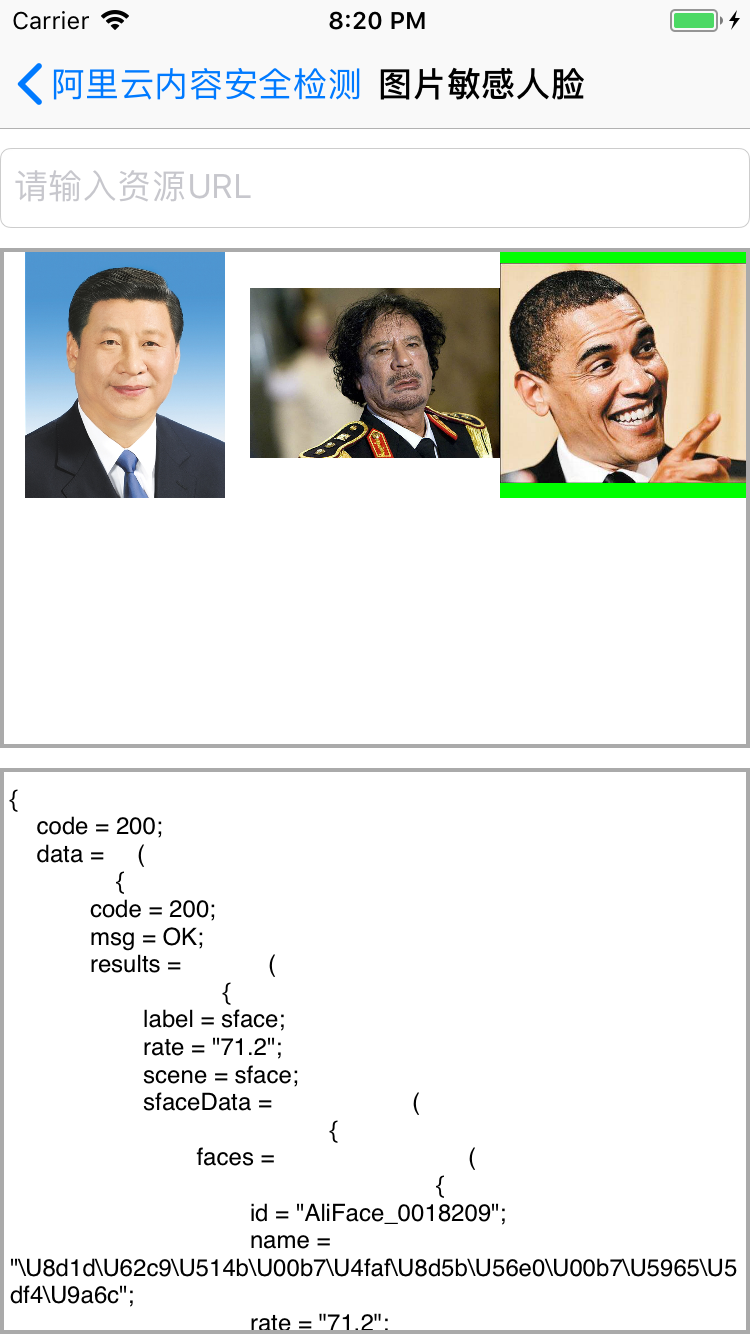 Carrier 8:20 PM
阿里云内容安全检测 图片敏感人脸
请输入资源URL
{
code = 200;
data = (
{
code = 200;
msg = OK;
results = (
{
label = sface;
rate = "71.2";
scene = sface;
sfaceData = (
{
faces = (
{
id = "AliFace_0018209";
name =
"\U8d1d\U62c9\U514b\U00b7\U4faf\U8d5b\U56e0\U00b7\U5965\U5
df4\U9a6c";
rate = "71.2";